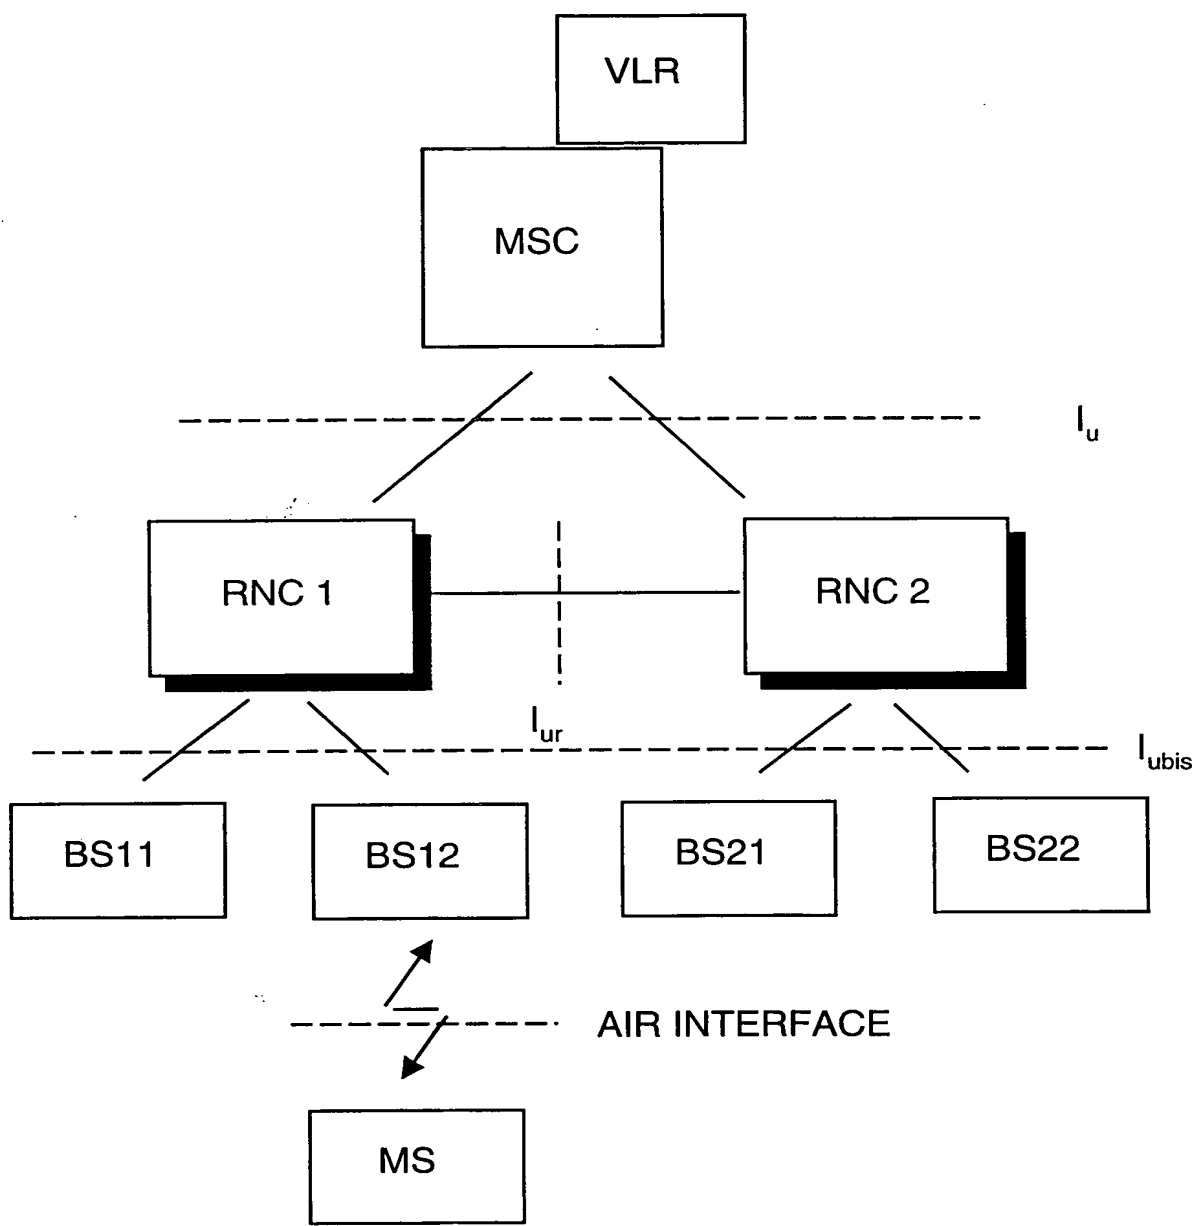 VLR
MSC
Iu
RNC 1
RNC 2
Iur
Iubis
BS11
BS12
BS21
BS22
AIR INTERFACE
MS